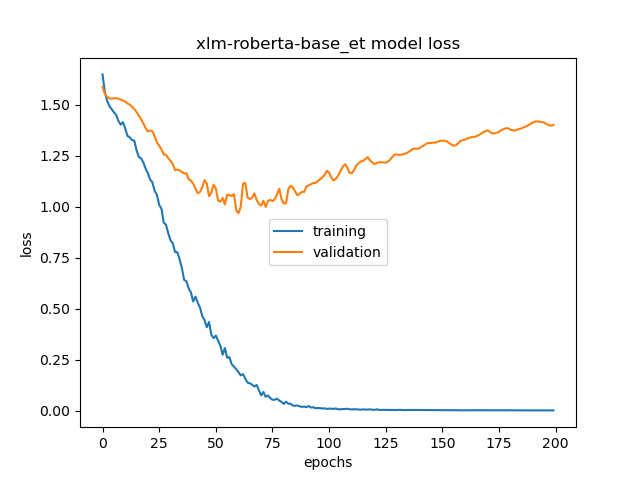 xlm-roberta-base_et model loss
1.50
1.25
1.00
0.75
0.50
0.25
0.00
loss
training
validation
0 25 50 75 100 125 150 175 200
epochs